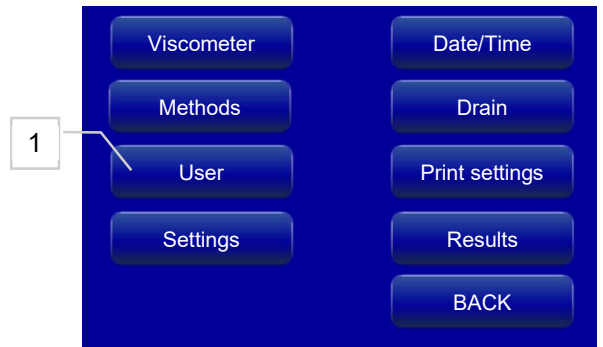 Viscometer
Date/Time
Methods
Drain
1
User
Print settings
Settings
Results
BACK